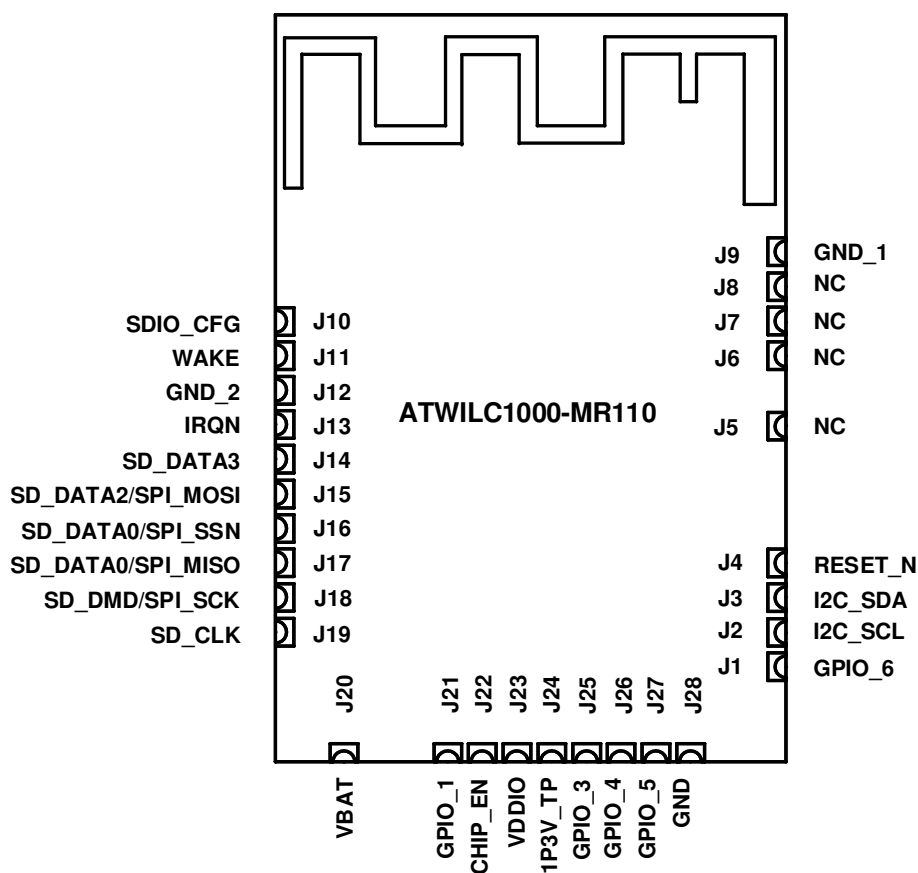 J9 GND_1
J8 NC
SDIO_CFG J10 J7 NC
WAKE J11 J6 NC
GND_2 J12
ATWILC1000-MR110
IRQN J13 J5 NC
SD_DATA3 J14
SD_DATA2/SPI_MOSI J15
SD_DATA0/SPI_SSN J16
SD_DATA0/SPI_MISO J17 J4 RESET_N
SD_DMD/SPI_SCK J18 J3 I2C_SDA
SD_CLK J19 J2 I2C_SCL
J1 GPIO_6
J20 J21 J22 J23 J24 J25 J26 J27 J28
VBAT GPIO_1 CHIP_EN VDDIO 1P3V_TP GPIO_3 GPIO_4 GPIO_5 GND